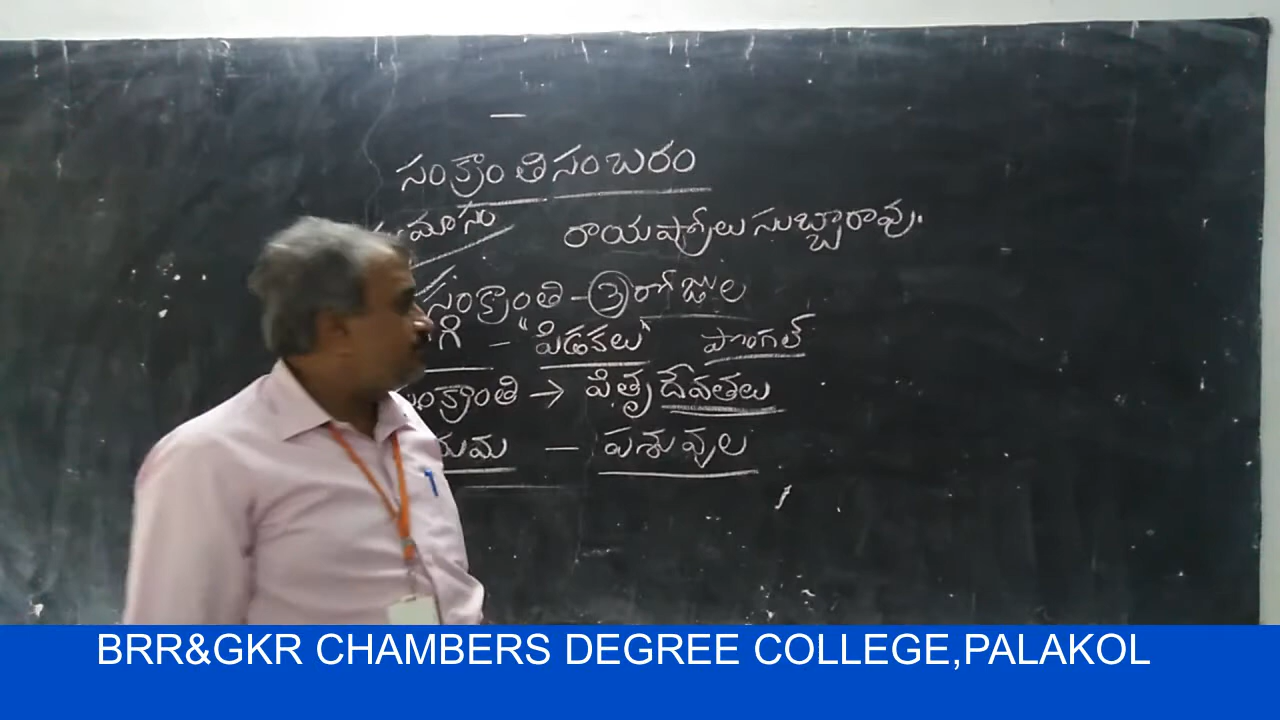 సంక్రాంతి సంబరం
మాసం రాయప్రోలు సుబ్బారావు.
సంక్రాంతి - 3 రోజుల
గి - "పిడకలు" పొంగల్
సంక్రాంతి → పితృ దేవతలు
నుమ - పశువుల
BRR&GKR CHAMBERS DEGREE COLLEGE,PALAKOL